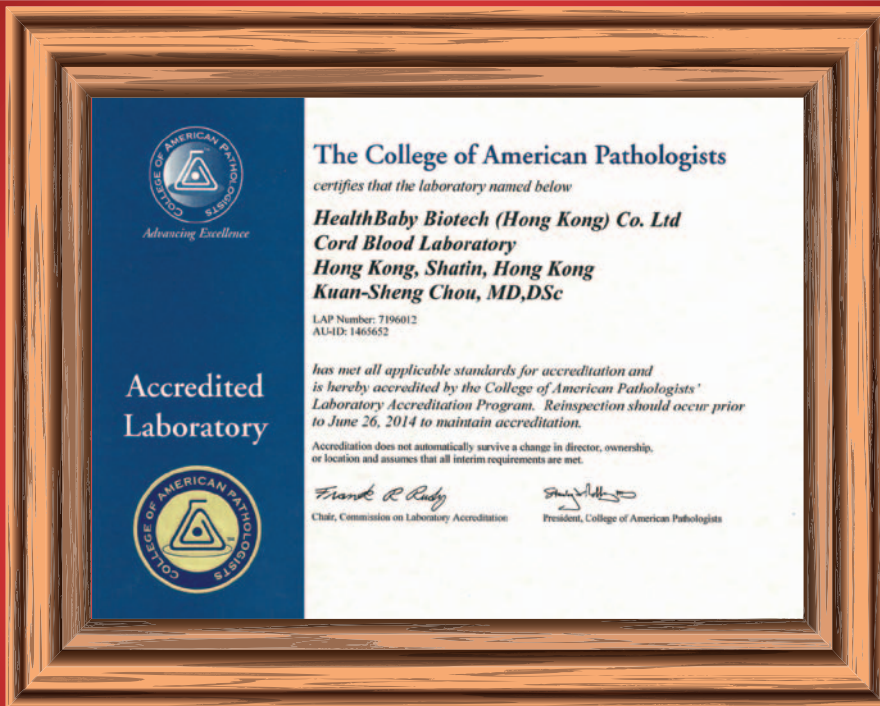 COLLEGE OF AMERICAN PATHOLOGISTS
Advancing Excellence
Accredited
Laboratory
COLLEGE OF AMERICAN PATHOLOGISTS
The College of American Pathologists
certifies that the laboratory named below
HealthBaby Biotech (Hong Kong) Co. Ltd
Cord Blood Laboratory
Hong Kong, Shatin, Hong Kong
Kuan-Sheng Chou, MD,DSc
LAP Number: 7196012
AU-ID: 1465652
has met all applicable standards for accreditation and
is hereby accredited by the College of American Pathologists'
Laboratory Accreditation Program. Reinspection should occur prior
to June 26, 2014 to maintain accreditation.
Accreditation does not automatically survive a change in director, ownership,
or location and assumes that all interim requirements are met.
Frank R Rudy
Chair, Commission on Laboratory Accreditation
President, College of American Pathologists